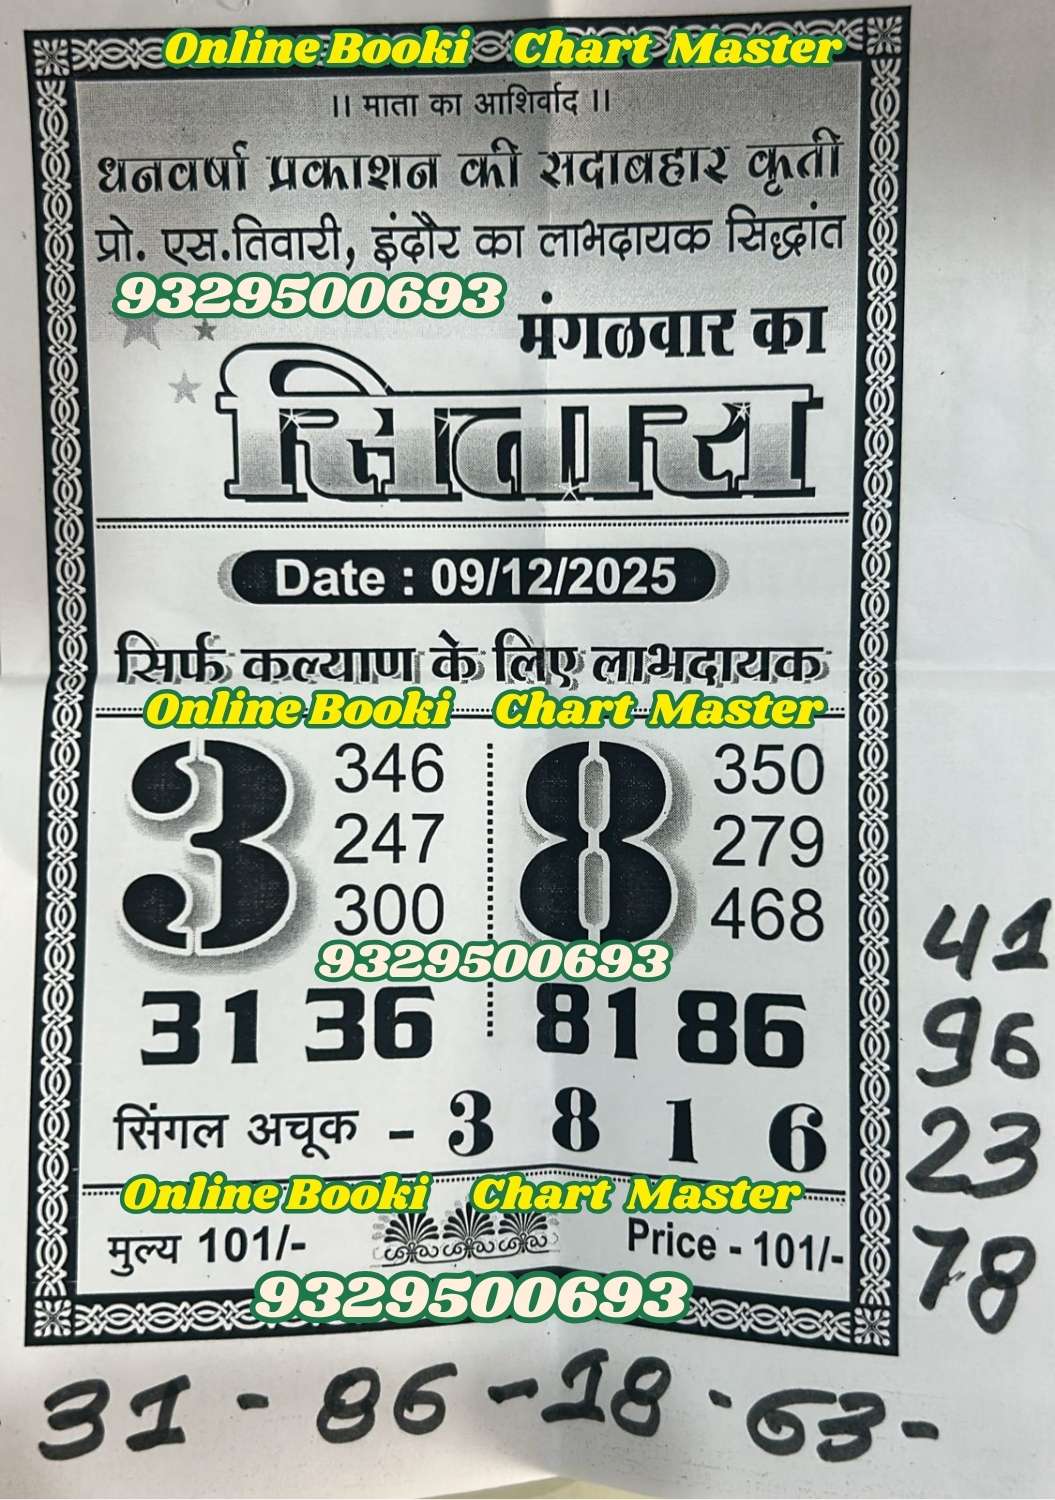 Online Booki Chart Master
।। माता का आशिर्वाद ।।
धनवर्षा प्रकाशन की सदाबहार कृती
प्रो. एस.तिवारी, इंदौर का लाभदायक सिद्धांत
9329500693
मंगळवार का
सितारा
Date : 09/12/2025
सिर्फ कल्याण के लिए लाभदायक
Online Booki Chart Master
3 346 8 350
247 279
300 468
9329500693
31 36 81 86
सिंगल अचूक - 3 8 1 6
Online Booki Chart Master
मुल्य 101/- Price - 101/-
9329500693
41
96
23
78
31 - 86 - 18 - 63 -